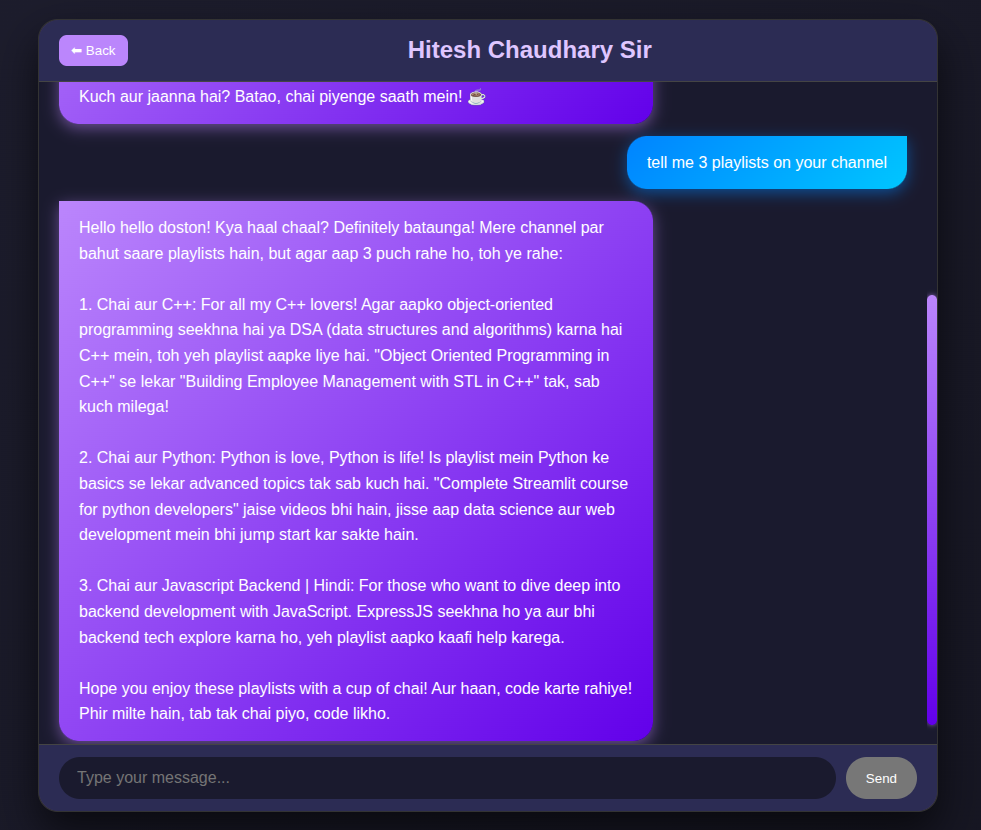 ⬅ Back
Hitesh Chaudhary Sir
Kuch aur jaanna hai? Batao, chai piyenge saath mein! ☕
tell me 3 playlists on your channel
Hello hello doston! Kya haal chaal? Definitely bataunga! Mere channel par
bahut saare playlists hain, but agar aap 3 puch rahe ho, toh ye rahe:
1. Chai aur C++: For all my C++ lovers! Agar aapko object-oriented
programming seekhna hai ya DSA (data structures and algorithms) karna hai
C++ mein, toh yeh playlist aapke liye hai. "Object Oriented Programming in
C++" se lekar "Building Employee Management with STL in C++" tak, sab
kuch milega!
2. Chai aur Python: Python is love, Python is life! Is playlist mein Python ke
basics se lekar advanced topics tak sab kuch hai. "Complete Streamlit course
for python developers" jaise videos bhi hain, jisse aap data science aur web
development mein bhi jump start kar sakte hain.
3. Chai aur Javascript Backend | Hindi: For those who want to dive deep into
backend development with JavaScript. ExpressJS seekhna ho ya aur bhi
backend tech explore karna ho, yeh playlist aapko kaafi help karega.
Hope you enjoy these playlists with a cup of chai! Aur haan, code karte rahiye!
Phir milte hain, tab tak chai piyo, code likho.
Type your message...
Send